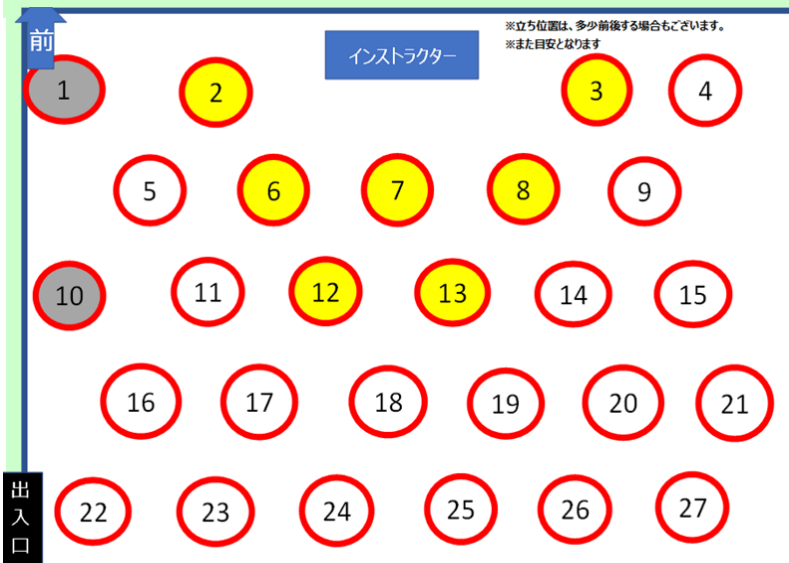 前
インストラクター
※立ち位置は、多少前後する場合もございます。
※また目安となります
1 2 3 4
5 6 7 8 9
10 11 12 13 14 15
16 17 18 19 20 21
22 23 24 25 26 27
出
入
口